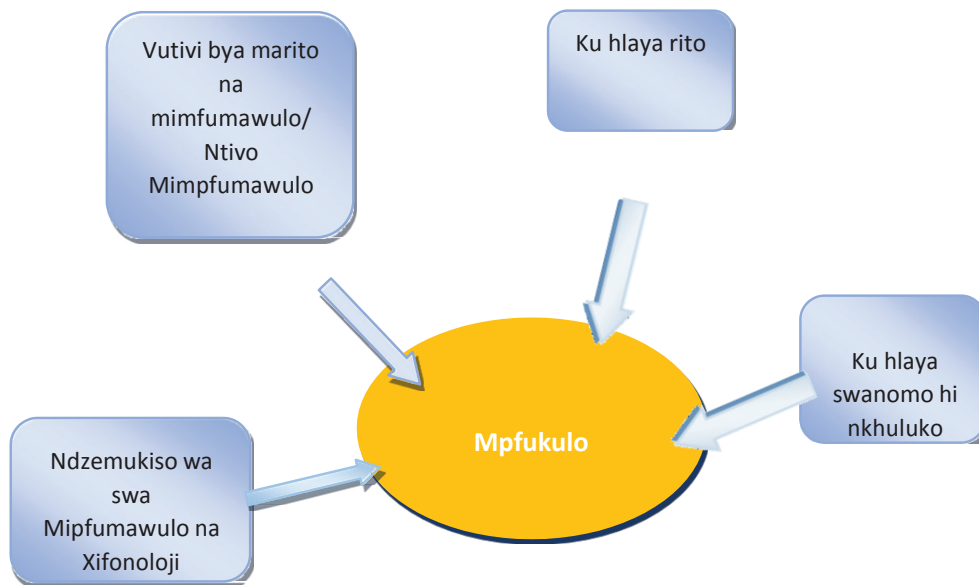 Vutivi bya marito
na
mimfumawulo/
Ntivo
Mimpfumawulo
Ku hlaya rito
Ku hlaya
swanomo hi
nkhuluko
Mpfukulo
Ndzemukiso wa
swa
Mipfumawulo na
Xifonoloji